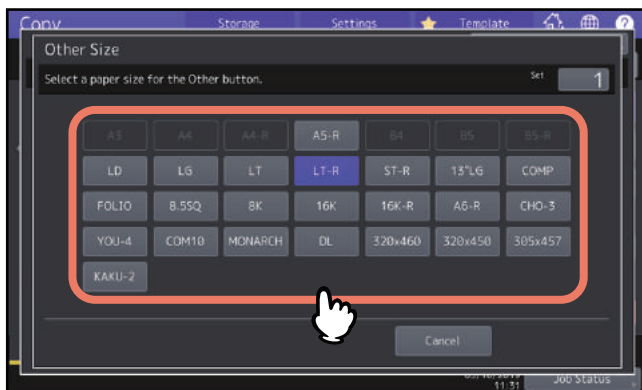 Copy Storage Settings Template ?
Other Size
Select a paper size for the Other button. Set 1
A3 A4 A4-R A5-R B4 B5 B5-R
LD LG LT LT-R ST-R 13"LG COMP
FOLIO 8.5SQ 8K 16K 16K-R A6-R CHO-3
YOU-4 COM10 MONARCH DL 320x460 320x450 305x457
KAKU-2
Cancel
11:31 Job Status